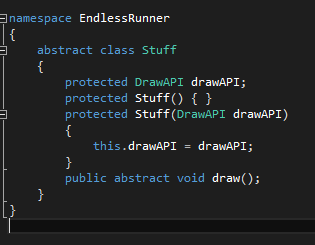 namespace EndlessRunner
{
    abstract class Stuff
    {
        protected DrawAPI drawAPI;
        protected Stuff() { }
        protected Stuff(DrawAPI drawAPI)
        {
            this.drawAPI = drawAPI;
        }
        public abstract void draw();
    }
}